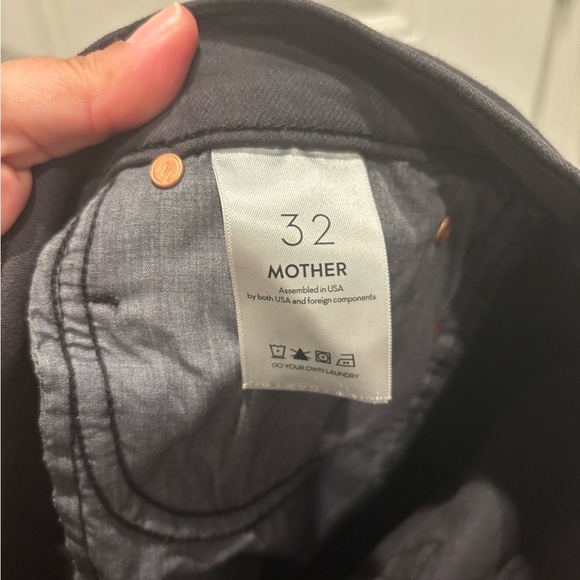 32
MOTHER
Assembled in USA
by both USA and foreign components
DO YOUR OWN LAUNDRY